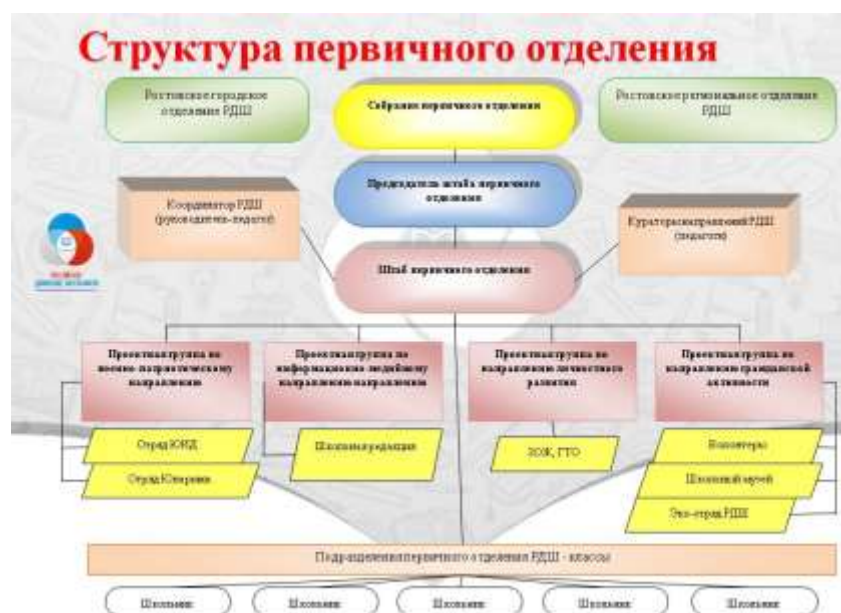 Структура первичного отделения
Ростовское городское
отделение РДШ
Собрание первичного отделения
Ростовское региональное отделение
РДШ
Председатель штаба первичного
отделения
Координатор РДШ
(руководитель-педагог)
Кураторы направлений РДШ
(педагоги)
Штаб первичного отделения
Проектная группа по
военно-патриотическому
направлению
Проектная группа по
информационно-медийному
направлению направлению
Проектная группа по
направлению личностного
развития
Проектная группа по
направлению гражданской
активности
Отряд ЮИД
Отряд Юнармия
Школьная редакция
ЗОЖ, ГТО
Волонтеры
Школьный музей
Эко-отряд РДШ
Подразделения первичного отделения РДШ - классы
Школьник
Школьник
Школьник
Школьник
Школьник